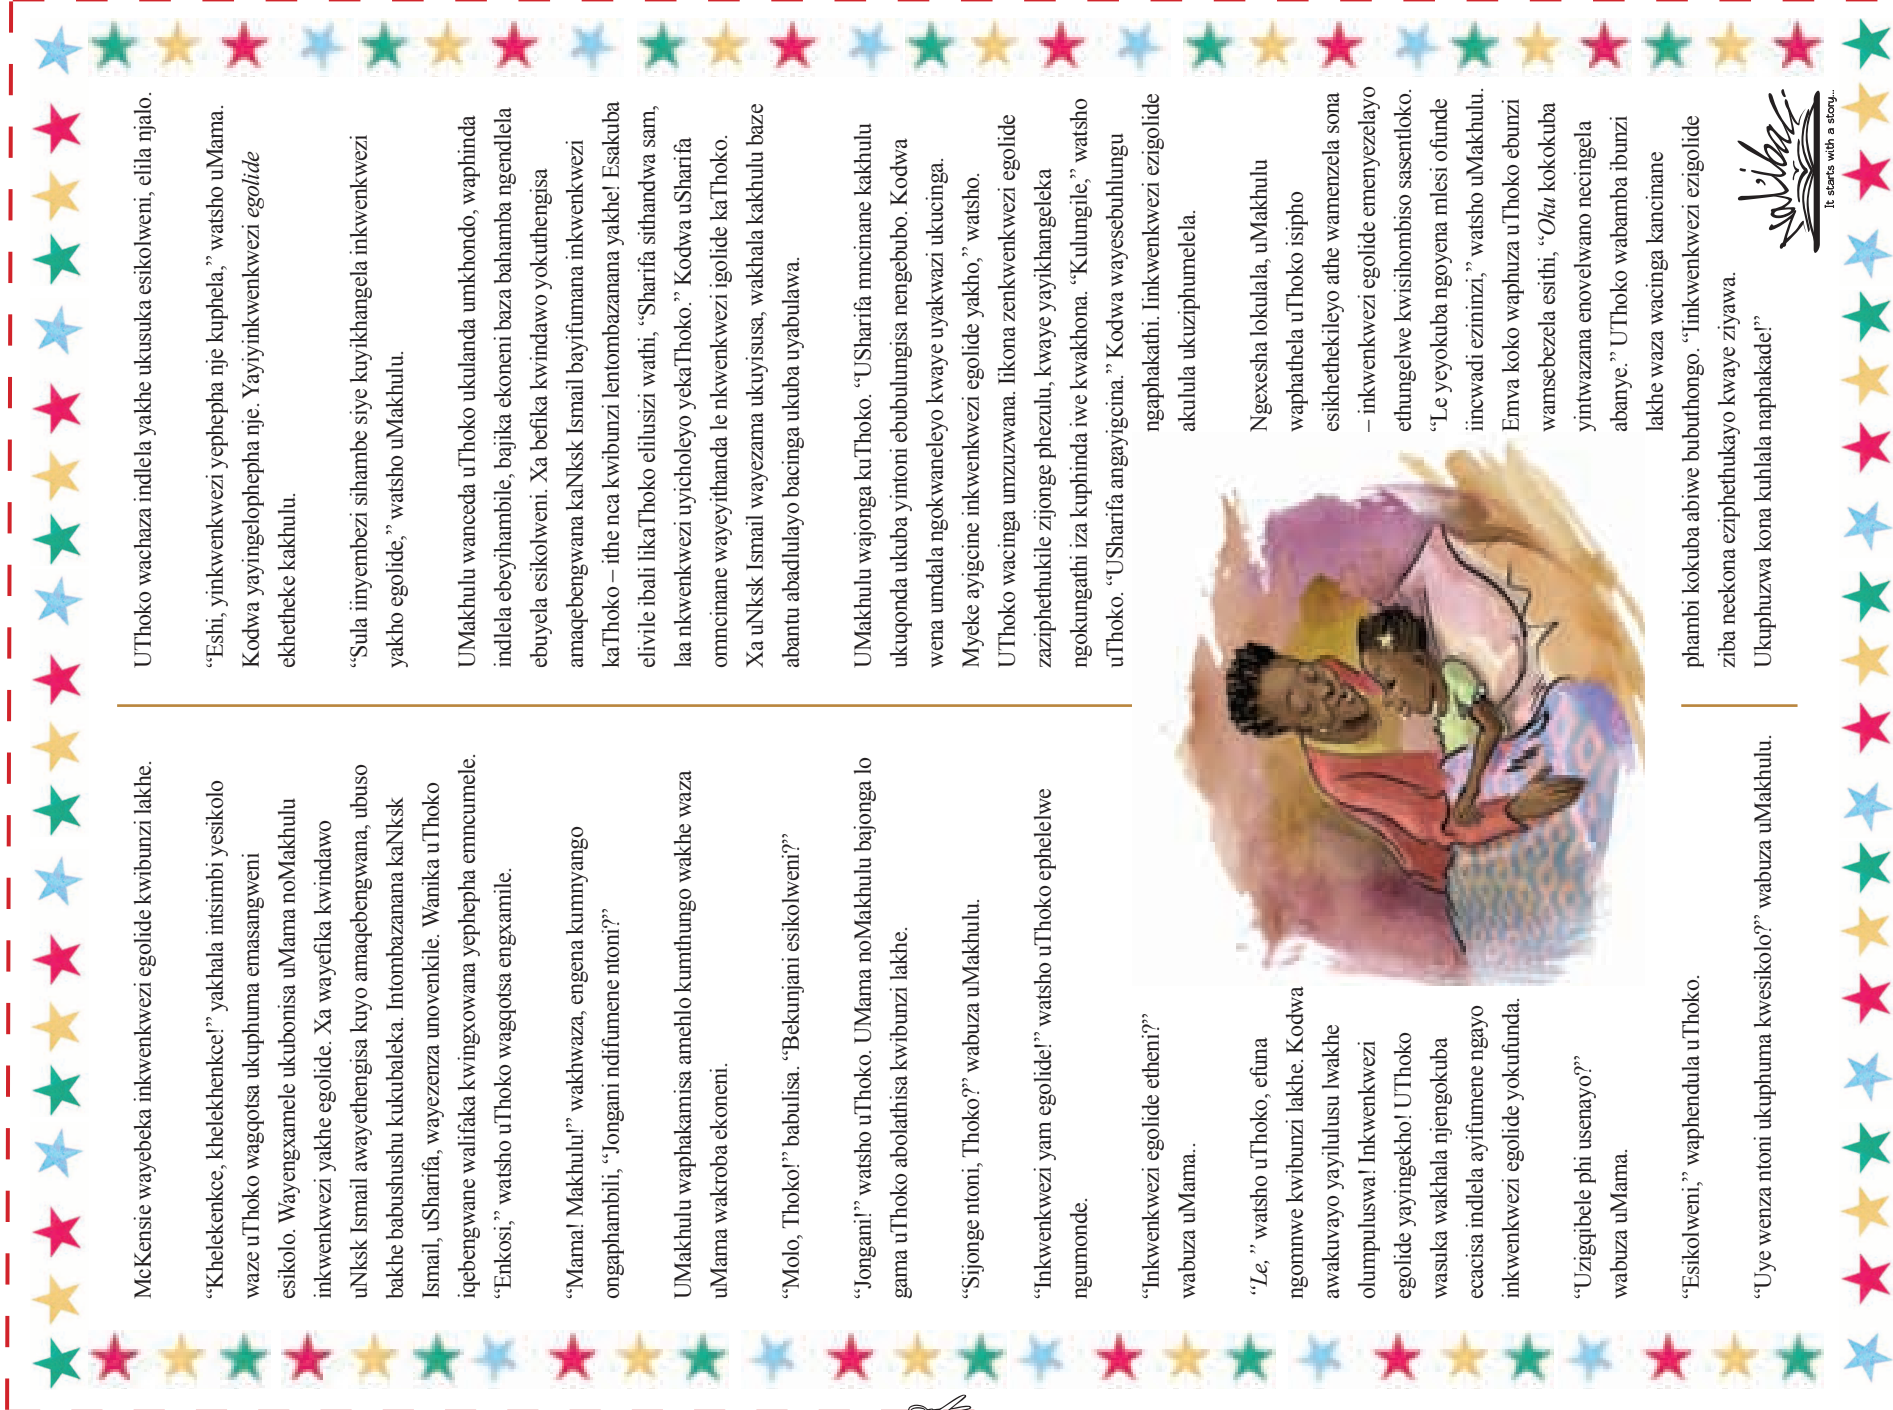 McKensie wayebeka inkwenkwezi egolide kwibunzi lakhe.
“Khelekenkce, khelekhenkce!” yakhala intsimbi yesikolo
waze uThoko wagqotsa ukuphuma emasangweni
esikolo. Wayengxamele ukubonisa uMama noMakhulu
inkwenkwezi yakhe egolide. Xa wayefika kwindawo
uNksk Ismail awayethengisa kuyo amaqebengwana, ubuso
bakhe babushushu kukubaleka. Intombazanana kaNksk
Ismail, uSharifa, wayezenza unovenkile. Wanika uThoko
iqebengwane walifaka kwingxowana yephepha emncumele.
“Enkosi,” watsho uThoko wagqotsa engxamile.
“Mama! Makhulu!” wakhwaza, engena kumnyango
ongaphambili, “Jongani ndifumene ntoni?”
UMakhulu waphakamisa amehlo kumthungo wakhe waza
uMama wakroba ekoneni.
“Molo, Thoko!” babulisa. “Bekunjani esikolweni?”
“Jongani!” watsho uThoko. UMama noMakhulu bajonga lo
gama uThoko abolathisa kwibunzi lakhe.
“Sijonge ntoni, Thoko?” wabuza uMakhulu.
“Inkwenkwezi yam egolide!” watsho uThoko ephelelwe
ngumonde.
“Inkwenkwezi egolide etheni?”
wabuza uMama..
“Le,” watsho uThoko, efuna
ngomnwe kwibunzi lakhe. Kodwa
awakuvayo yayilulusu lwakhe
olumpuluswa! Inkwenkwezi
egolide yayingekho! UThoko
wasuka wakhala njengokuba
ecacisa indlela ayifumene ngayo
inkwenkwezi egolide yokufunda.
“Uzigqibele phi usenayo?”
wabuza uMama.
“Esikolweni,” waphendula uThoko.
“Uye wenza ntoni ukuphuma kwesikolo?” wabuza uMakhulu.
UThoko wachaza indlela yakhe ukusuka esikolweni, elila njalo.
“Eshi, yinkwenkwezi yephepha nje kuphela,” watsho uMama.
Kodwa yayingelophepha nje. Yayiyinkwenkwezi egolide
ekhetheke kakhulu.
“Sula iinyembezi sihambe siye kuyikhangela inkwenkwezi
yakho egolide,” watsho uMakhulu.
UMakhulu wanceda uThoko ukulanda umkhondo, waphinda
indlela ebeyihambile, bajika ekoneni baza bahamba ngendlela
ebuyela esikolweni. Xa befika kwindawo yokuthengisa
amaqebengwana kaNksk Ismail bayifumana inkwenkwezi
kaThoko – ithe nca kwibunzi lentombazanana yakhe! Esakuba
elivile ibali likaThoko elilusizi wathi, “Sharifa sithandwa sam,
laa nkwenkwezi uyicholeyo yekaThoko.” Kodwa uSharifa
omncinane wayeyithanda le nkwenkwezi igolide kaThoko.
Xa uNksk Ismail wayezama ukuyisusa, wakhala kakhulu baze
abantu abadlulayo bacinga ukuba uyabulawa.
UMakhulu wajonga kuThoko. “USharifa mncinane kakhulu
ukuqonda ukuba yintoni ebubulungisa nengebubo. Kodwa
wena umdala ngokwaneleyo kwaye uyakwazi ukucinga.
Myeke ayigcine inkwenkwezi egolide yakho,” watsho.
UThoko wacinga umzuzwana. Iikona zenkwenkwezi egolide
zaziphethukile zijonge phezulu, kwaye yayikhangeleka
ngokungathi iza kuphinda iwe kwakhona. “Kulungile,” watsho
uThoko. “USharifa angayigcina.” Kodwa wayesebuhlungu
ngaphakathi. Iinkwenkwezi ezigolide
akulula ukuziphumelela.
Ngexesha lokulala, uMakhulu
waphathela uThoko isipho
esikhethekileyo athe wamenzela sona
– inkwenkwezi egolide emenyezelayo
ethungelwe kwisihombiso sasentloko.
“Le yeyokuba ngoyena mlesi ofunde
iincwadi ezininzi,” watsho uMakhulu.
Emva koko waphuza uThoko ebunzi
wamsebezela esithi, “Oku kokokuba
yintwazana enovelwano necingela
abanye.” UThoko wabamba ibunzi
lakhe waza wacinga kancinane
phambi kokuba abiwe bubuthongo. “Iinkwenkwezi ezigolide
ziba neekona eziphethukayo kwaye ziyawa.
Ukuphuzwa kona kuhlala naphakade!”
Nal’ibali
It starts with a story...